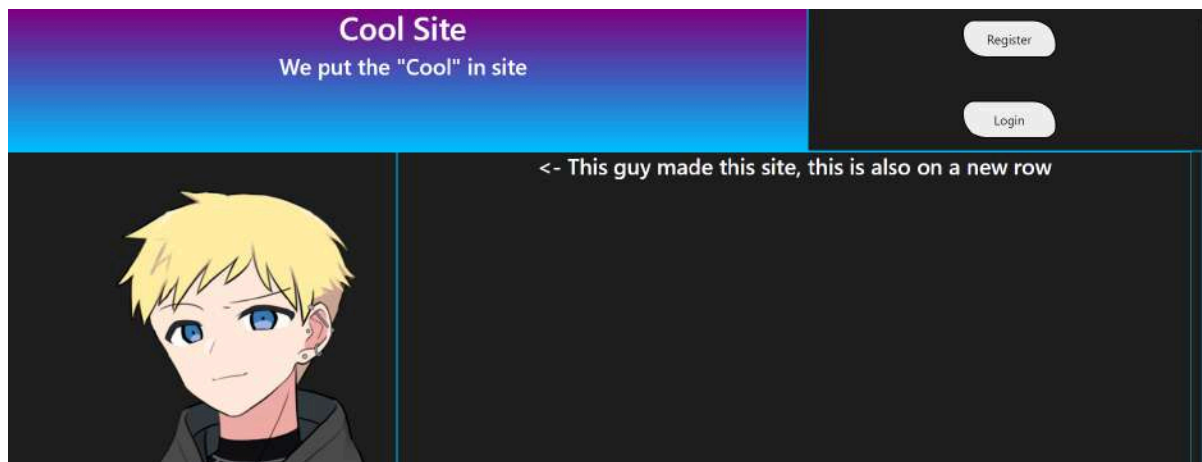 Cool Site
We put the "Cool" in site
Register
Login
<- This guy made this site, this is also on a new row